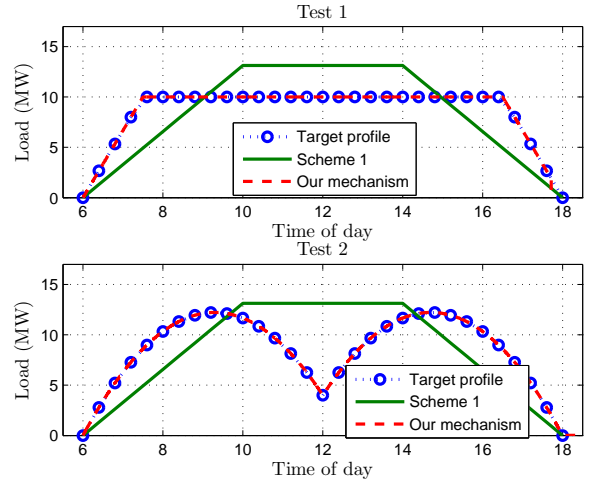 Test 1
15
10
5
0
Load (MW)
Target profile
Scheme 1
Our mechanism
6 8 10 12 14 16 18
Time of day
Test 2
15
10
5
0
Load (MW)
Target profile
Scheme 1
Our mechanism
6 8 10 12 14 16 18
Time of day